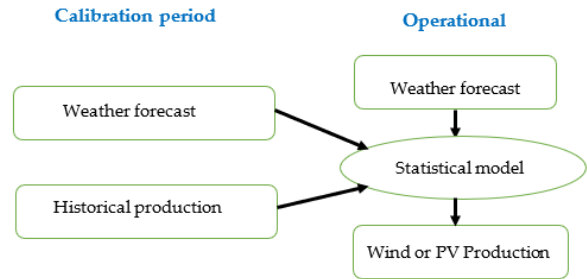 Calibration period
Operational
Weather forecast
Weather forecast
Statistical model
Historical production
Wind or PV Production